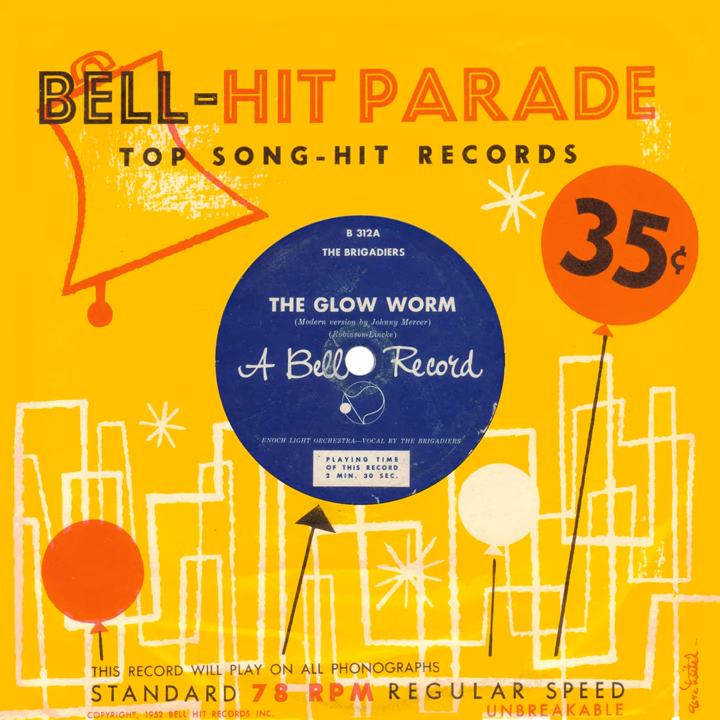 BELL-HIT PARADE
TOP SONG-HIT RECORDS
35¢
B 312A
THE BRIGADIERS
THE GLOW WORM
(Modern version by Johnny Mercer)
(Robinson-Lincke)
A Bell Record
ENOCH LIGHT ORCHESTRA—VOCAL BY THE BRIGADIERS
PLAYING TIME
OF THIS RECORD
2 MIN. 30 SEC.
THIS RECORD WILL PLAY ON ALL PHONOGRAPHS
STANDARD 78 RPM REGULAR SPEED
COPYRIGHT, 1952 BELL HIT RECORDS INC.
UNBREAKABLE